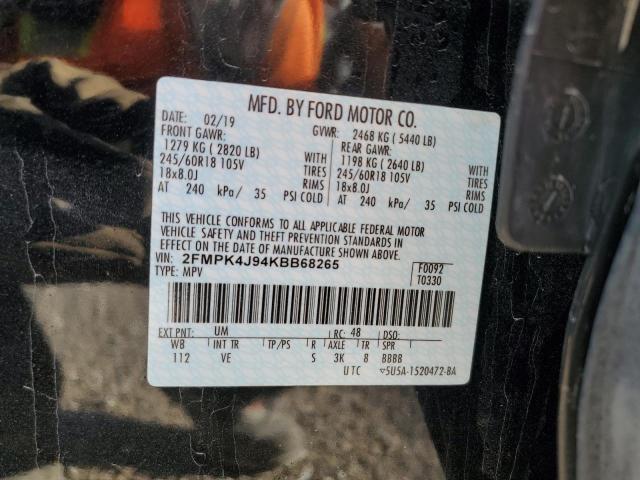 MFD. BY FORD MOTOR CO.
DATE: 02/19 GVWR: 2468 KG ( 5440 LB)
FRONT GAWR: REAR GAWR:
1279 KG ( 2820 LB) WITH 1198 KG ( 2640 LB) WITH
245/60R18 105V TIRES 245/60R18 105V TIRES
18x8.0J RIMS 18x8.0J RIMS
AT 240 kPa/ 35 PSI COLD AT 240 kPa/ 35 PSI COLD
THIS VEHICLE CONFORMS TO ALL APPLICABLE FEDERAL MOTOR
VEHICLE SAFETY AND THEFT PREVENTION STANDARDS IN
EFFECT ON THE DATE OF MANUFACTURE SHOWN ABOVE.
VIN: 2FMPK4J94KBB68265 F0092
TYPE: MPV T0330
EXT PNT: UM RC: 48 DSO:
WB INT TR TP/PS R AXLE TR SPR
112 VE S 3K 8 BBBB
UTC ▽5U5A-1520472-BA